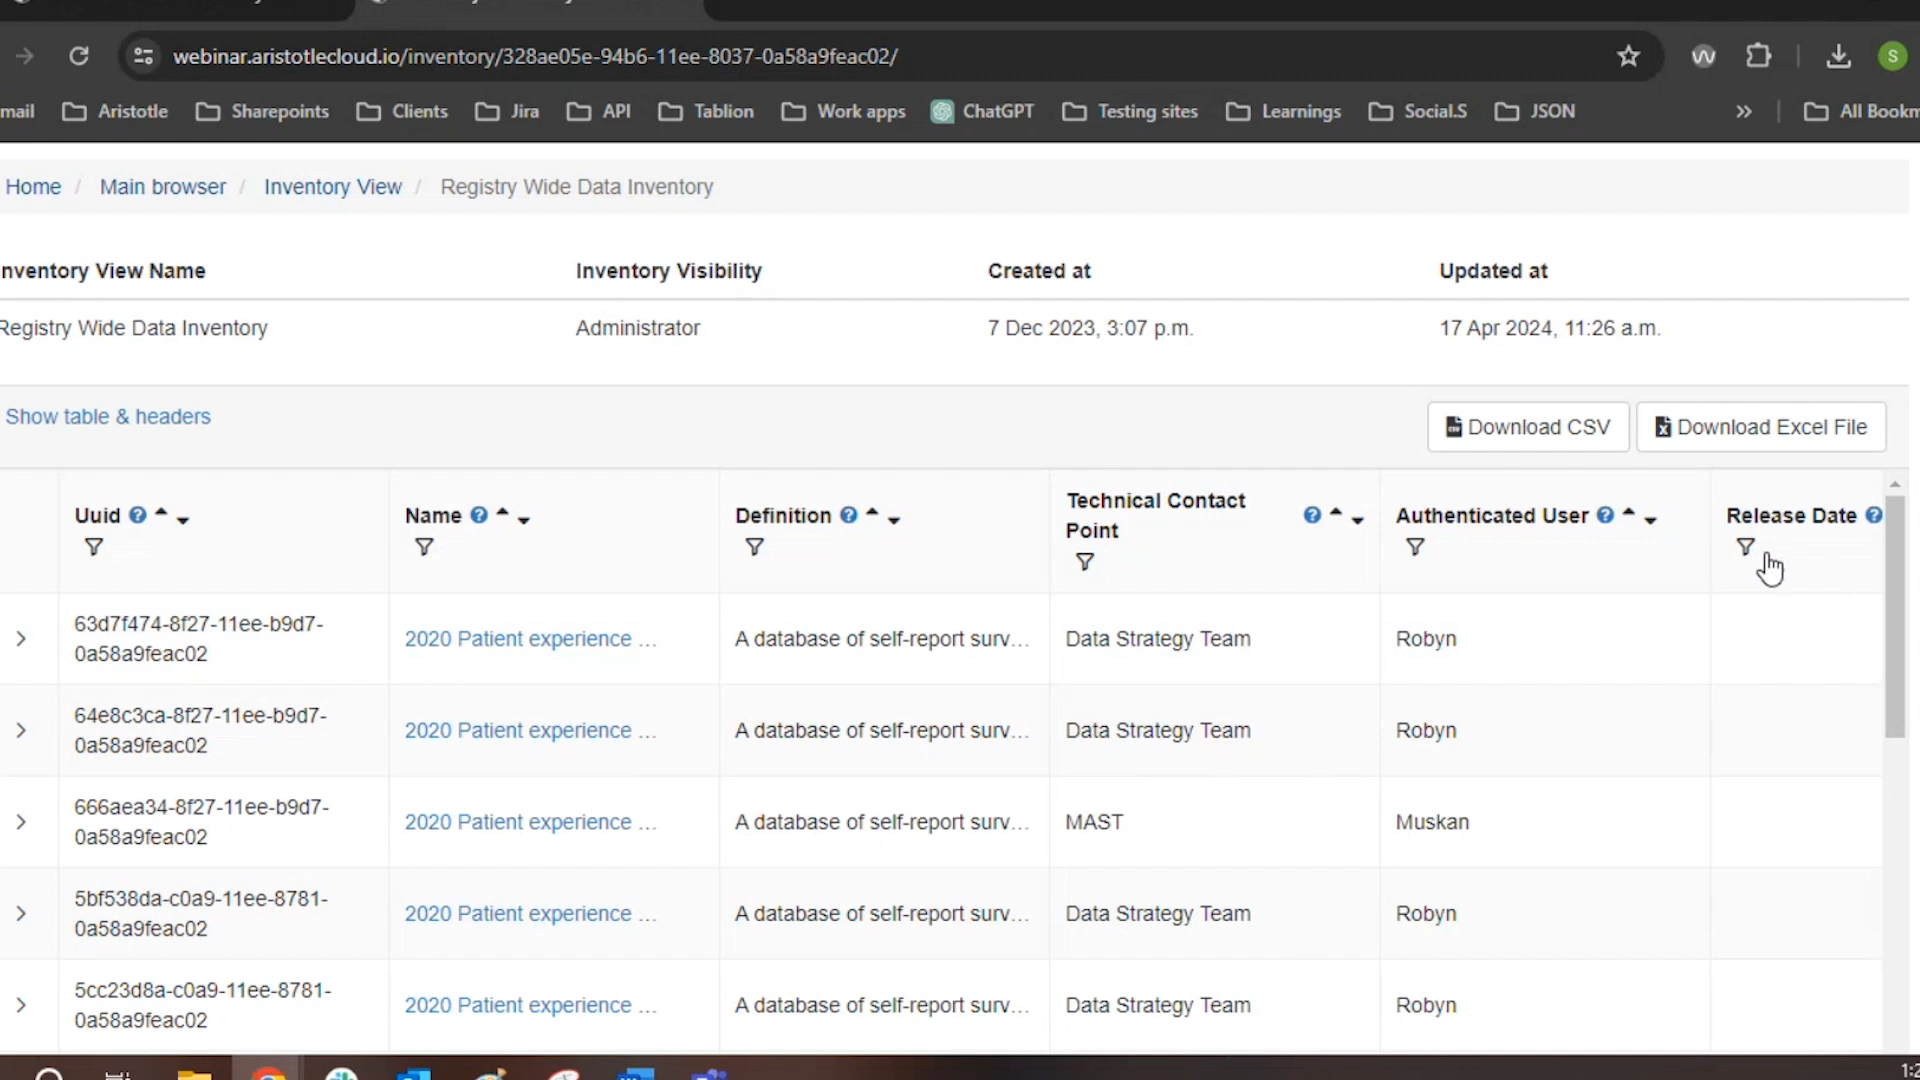 webinar.aristotlecloud.io/inventory/328ae05e-94b6-11ee-8037-0a58a9feac02/
S
mail Aristotle Sharepoints Clients Jira API Tablion Work apps ChatGPT Testing sites Learnings Social.S JSON » All Bookm
Home / Main browser / Inventory View / Registry Wide Data Inventory
nventory View Name Inventory Visibility Created at Updated at
Registry Wide Data Inventory Administrator 7 Dec 2023, 3:07 p.m. 17 Apr 2024, 11:26 a.m.
Show table & headers Download CSV Download Excel File
Uuid Name Definition Technical Contact Point Authenticated User Release Date
63d7f474-8f27-11ee-b9d7-
0a58a9feac02
2020 Patient experience … A database of self-report surv… Data Strategy Team Robyn
64e8c3ca-8f27-11ee-b9d7-
0a58a9feac02
2020 Patient experience … A database of self-report surv… Data Strategy Team Robyn
666aea34-8f27-11ee-b9d7-
0a58a9feac02
2020 Patient experience … A database of self-report surv… MAST Muskan
5bf538da-c0a9-11ee-8781-
0a58a9feac02
2020 Patient experience … A database of self-report surv… Data Strategy Team Robyn
5cc23d8a-c0a9-11ee-8781-
0a58a9feac02
2020 Patient experience … A database of self-report surv… Data Strategy Team Robyn